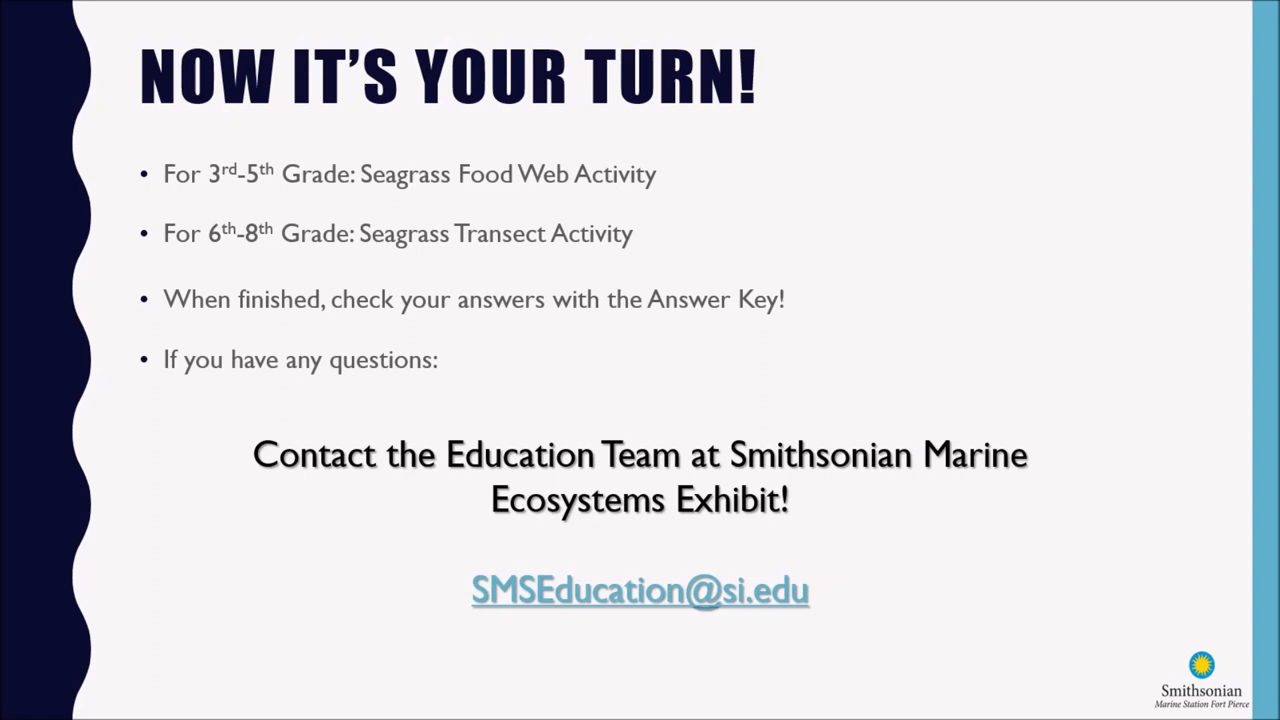 NOW IT'S YOUR TURN!
• For 3rd-5th Grade: Seagrass Food Web Activity
• For 6th-8th Grade: Seagrass Transect Activity
• When finished, check your answers with the Answer Key!
• If you have any questions:
Contact the Education Team at Smithsonian Marine
Ecosystems Exhibit!
SMSEducation@si.edu
Smithsonian
Marine Station Fort Pierce